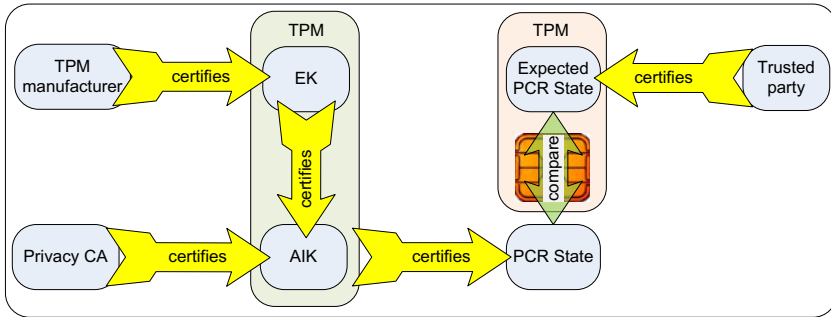 TPM
TPM
TPM
manufacturer
certifies
EK
Expected
PCR State
certifies
Trusted
party
certifies
compare
Privacy CA
certifies
AIK
certifies
PCR State